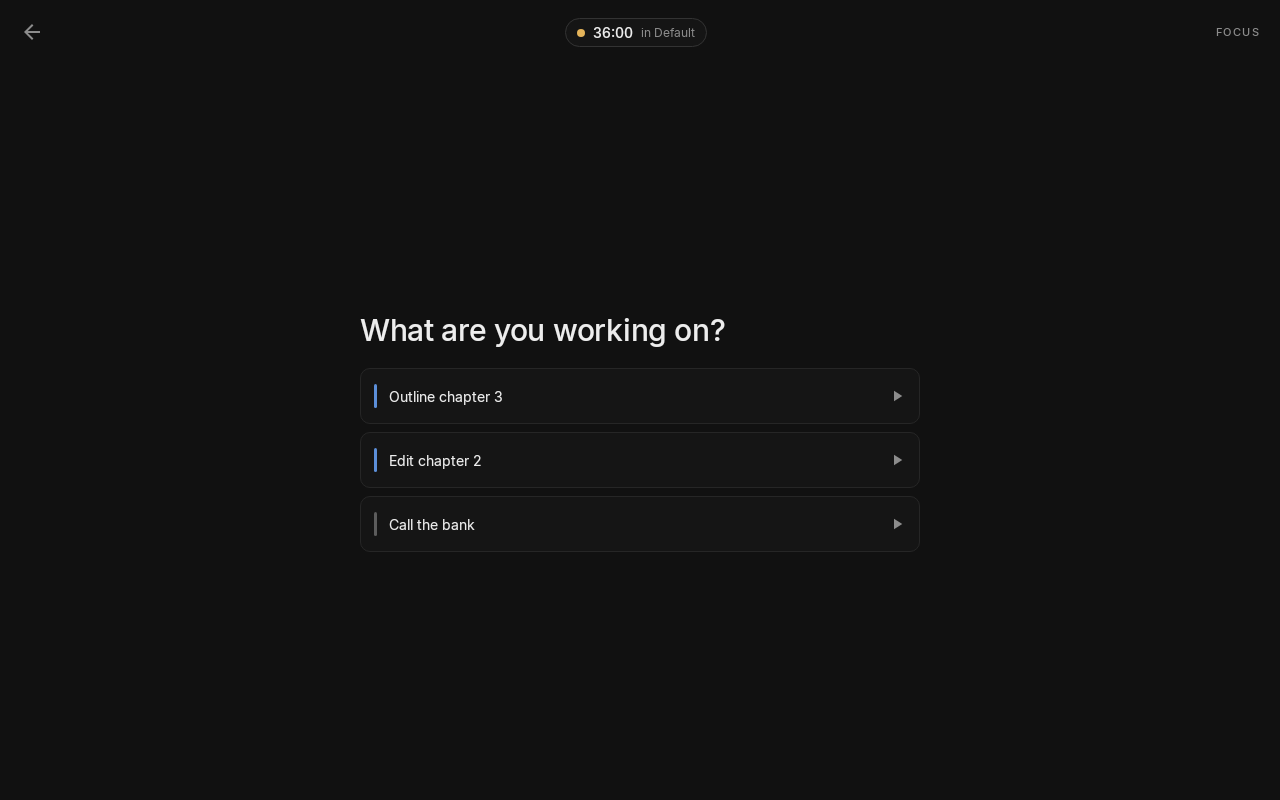 36:00 in Default
FOCUS
What are you working on?
Outline chapter 3
Edit chapter 2
Call the bank